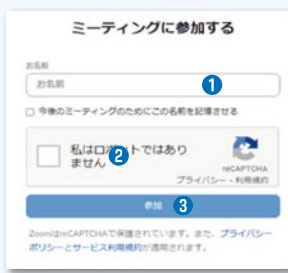 ミーティングに参加する
お名前
お名前
1
今後のミーティングのためにこの名前を記憶させる
私はロボットではあり
ません
2
reCAPTCHA
プライバシー・利用規約
参加
3
ZoomはreCAPTCHAで保護されています。また、プライバシー
ポリシーとサービス利用規約が適用されます。